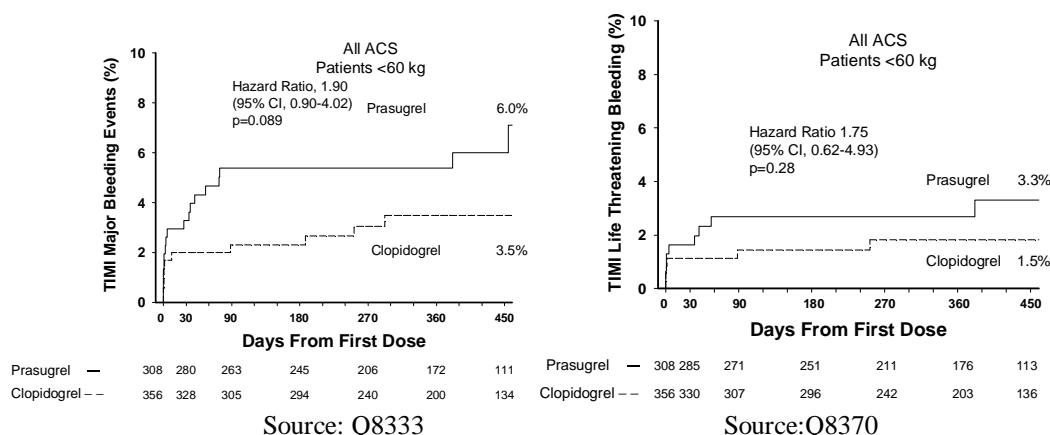 All ACS
Patients <60 kg
Hazard Ratio, 1.90
(95% CI, 0.90-4.02)
p=0.089
Prasugrel 6.0%
Clopidogrel 3.5%
TIMI Major Bleeding Events (%)
10
8
6
4
2
0
0 30 90 180 270 360 450
Days From First Dose
Prasugrel 308 280 263 245 206 172 111
Clopidogrel 356 328 305 294 240 200 134
Source: Q8333
All ACS
Patients <60 kg
Hazard Ratio 1.75
(95% CI, 0.62-4.93)
p=0.28
Prasugrel 3.3%
Clopidogrel 1.5%
TIMI Life Threatening Bleeding (%)
10
8
6
4
2
0
0 30 90 180 270 360 450
Days From First Dose
Prasugrel 308 285 271 251 211 176 113
Clopidogrel 356 330 307 296 242 203 136
Source:Q8370